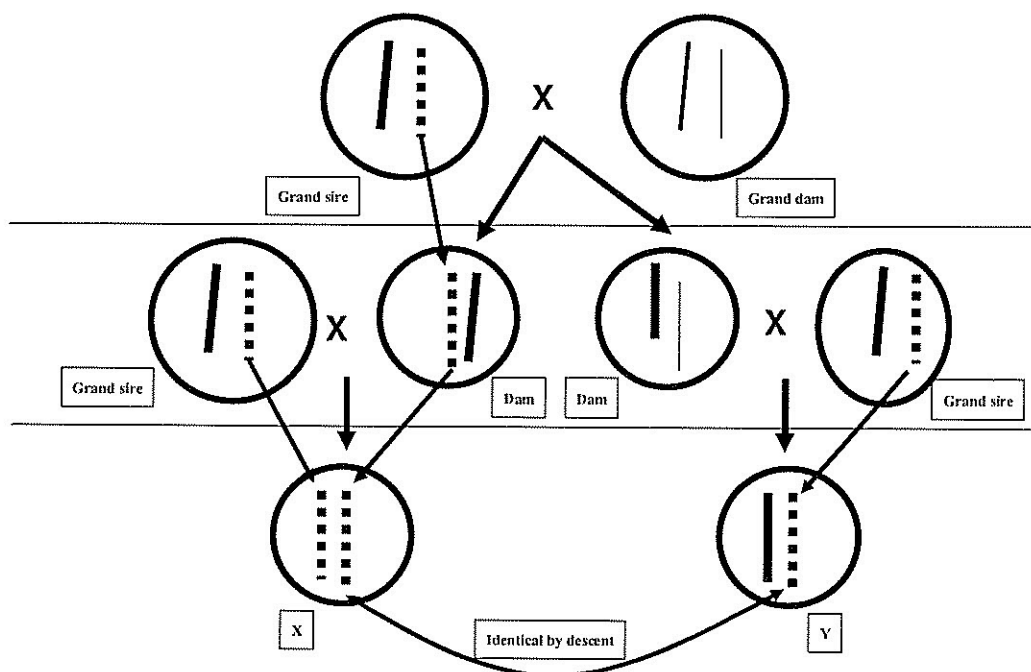 X
Grand sire
Grand dam
X
X
Grand sire
Dam
Dam
Grand sire
X
Identical by descent
Y